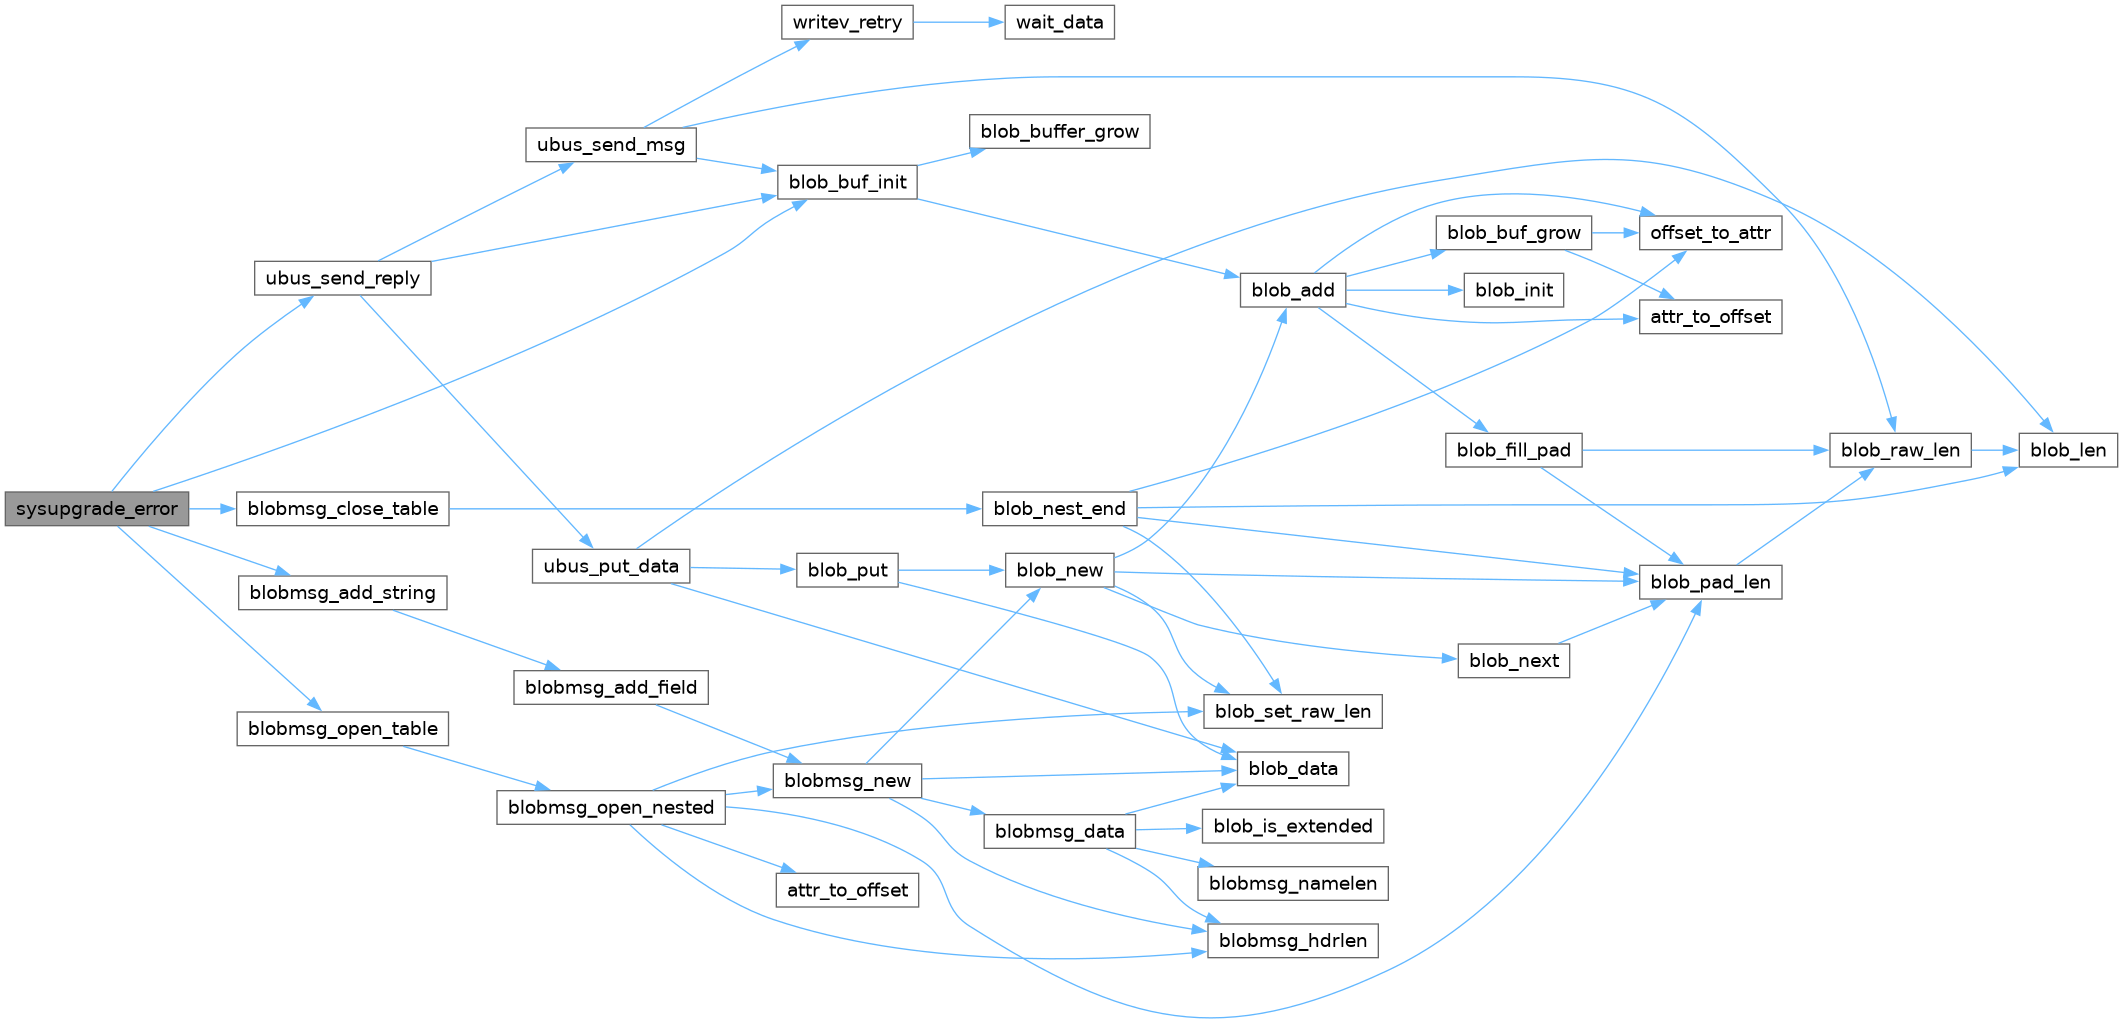 writev_retry
wait_data
ubus_send_msg
blob_buffer_grow
blob_buf_init
blob_buf_grow
offset_to_attr
ubus_send_reply
blob_add
blob_init
attr_to_offset
blob_fill_pad
blob_raw_len
blob_len
sysupgrade_error
blobmsg_close_table
blob_nest_end
ubus_put_data
blob_put
blob_new
blob_pad_len
blobmsg_add_string
blob_next
blobmsg_add_field
blob_set_raw_len
blobmsg_open_table
blob_data
blobmsg_new
blobmsg_open_nested
blobmsg_data
blob_is_extended
attr_to_offset
blobmsg_namelen
blobmsg_hdrlen